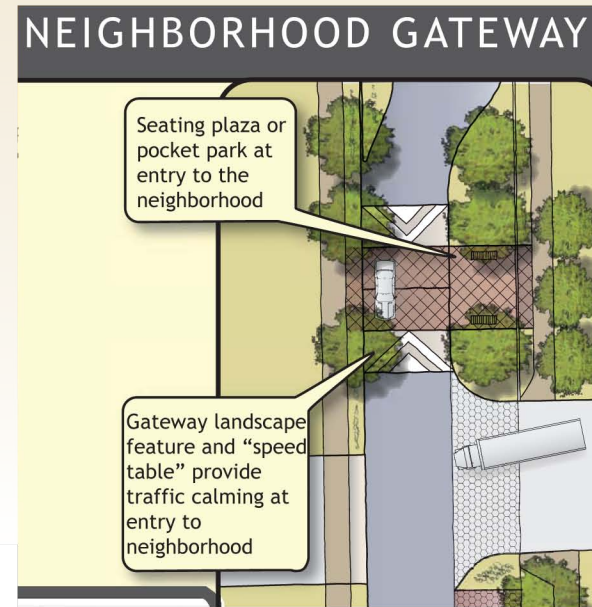 NEIGHBORHOOD GATEWAY
Seating plaza or
pocket park at
entry to the
neighborhood
Gateway landscape
feature and “speed
table” provide
traffic calming at
entry to
neighborhood